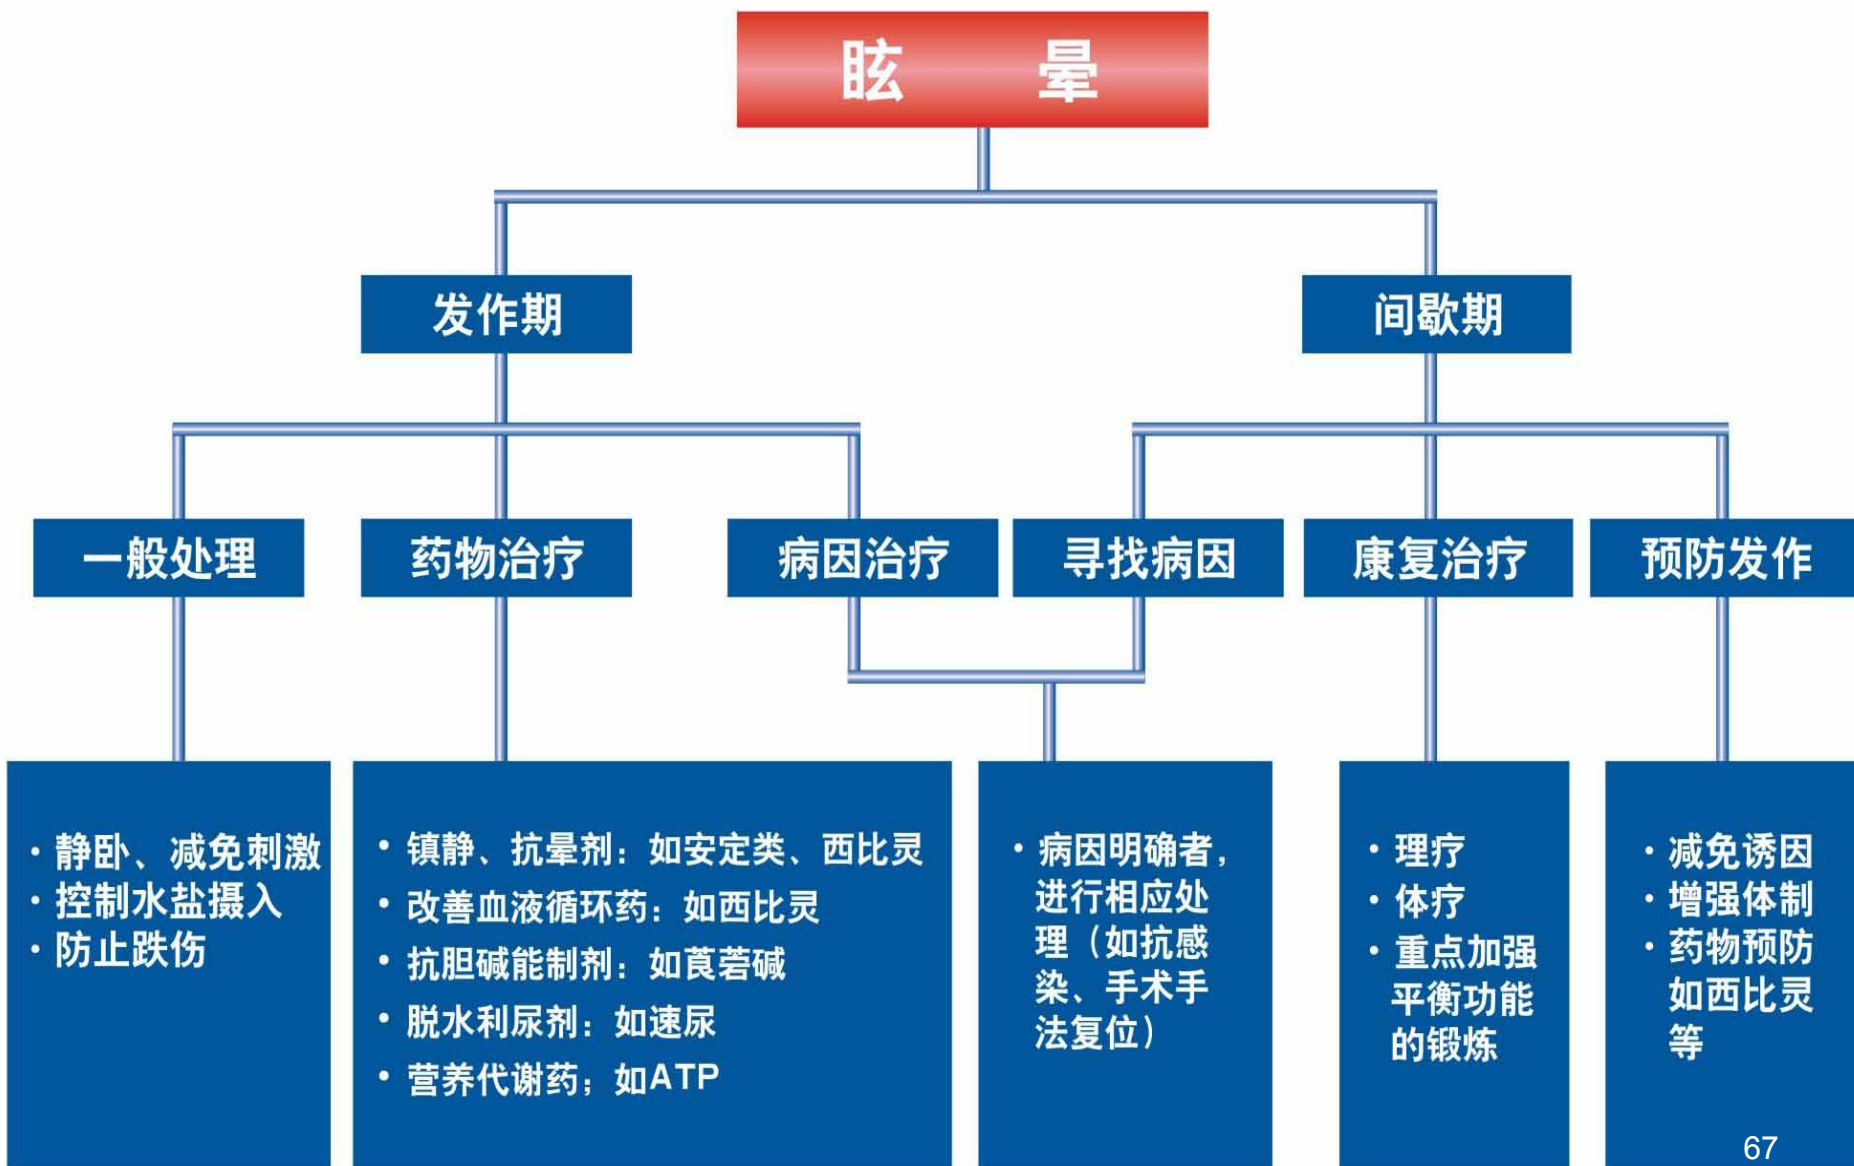 眩 晕
发作期
间歇期
一般处理
药物治疗
病因治疗
寻找病因
康复治疗
预防发作
·静卧、减免刺激
·控制水盐摄入
·防止跌伤
·镇静、抗晕剂：如安定类、西比灵
·改善血液循环药：如西比灵
·抗胆碱能制剂：如莨菪碱
·脱水利尿剂：如速尿
·营养代谢药；如ATP
·病因明确者，
进行相应处
理（如抗感
染、手术手
法复位）
·理疗
·体疗
·重点加强
平衡功能
的锻炼
·减免诱因
·增强体制
·药物预防
如西比灵
等
67